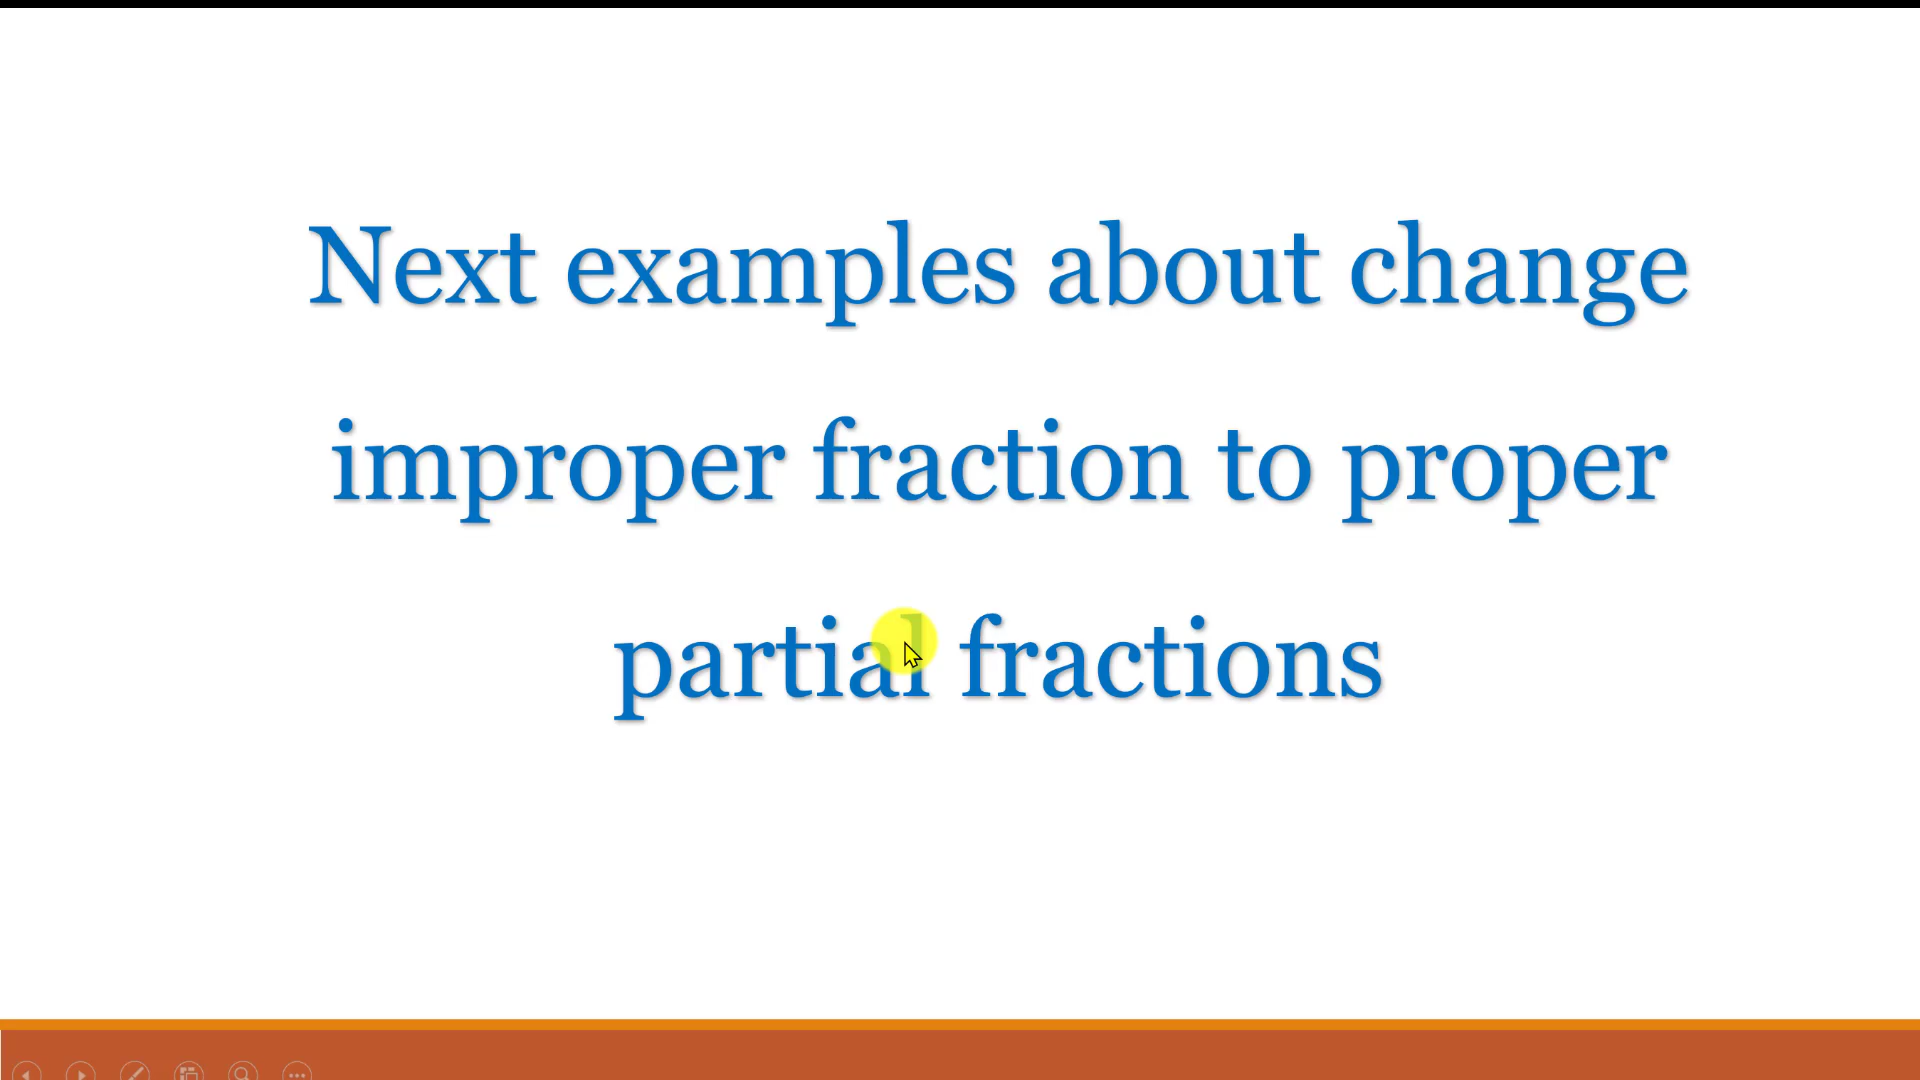 Next examples about change
improper fraction to proper
partial fractions